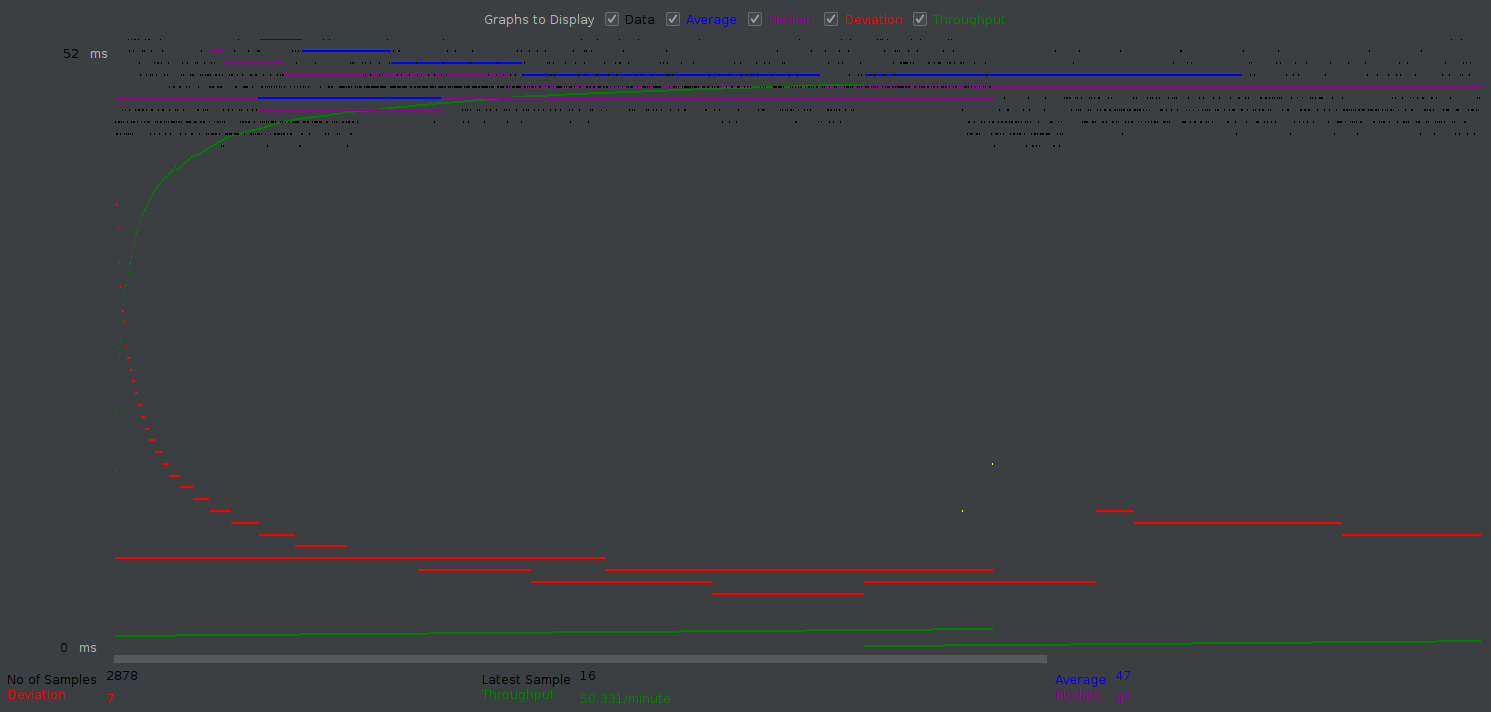 Graphs to Display Data Average Median Deviation Throughput
52 ms
0 ms
No of Samples 2878 Latest Sample 16 Average 47
Deviation 7 Throughput 50.331/minute Median 47